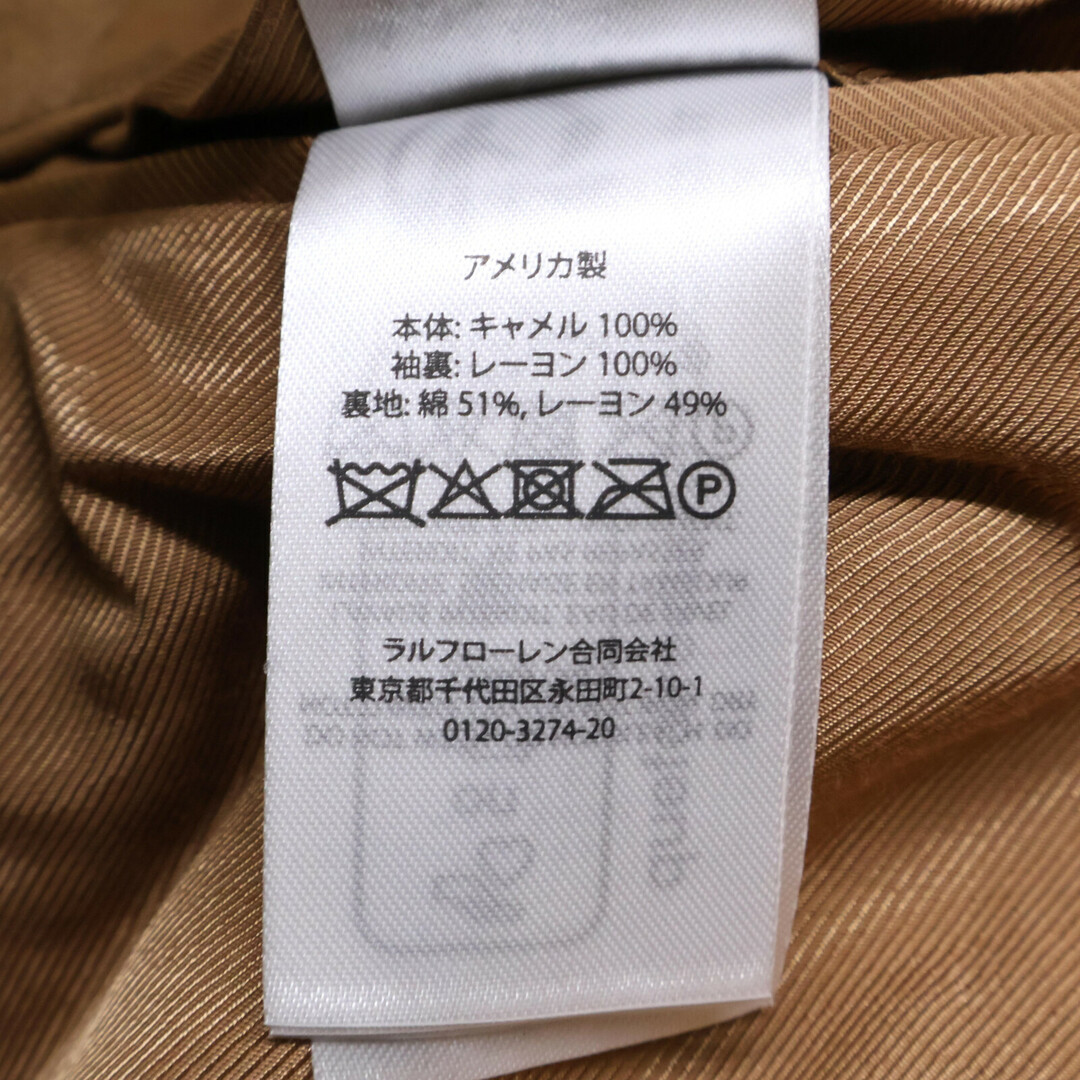 アメリカ製
本体: キャメル 100%
袖裏: レーヨン 100%
裏地: 綿 51%, レーヨン 49%
P
ラルフローレン合同会社
東京都千代田区永田町2-10-1
0120-3274-20